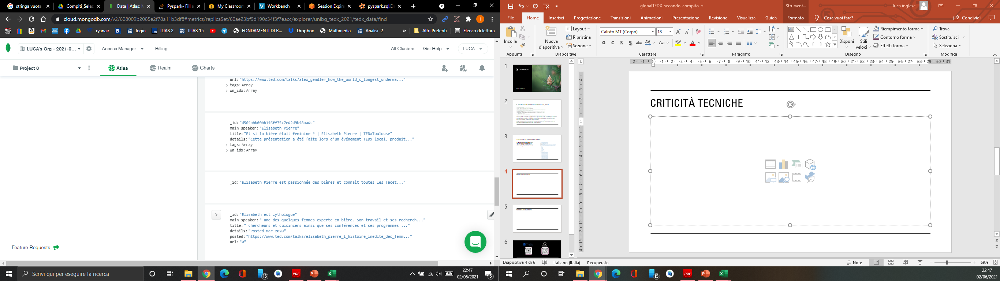 stringa vuota
Compiti_Selez
Data | Atlas: M
Pyspark- Fill a
My Classroom
Workbench
Session Expire
pyspark.sql.D
cloud.mongodb.com/v2/608009b2085e2f78a11b3df8#metrics/replicaSet/60ae23bf9d190c34f3f7eacc/explorer/unibg_tedx_2021/tedx_data/find
ryanair
login
ILIAS 2
ILIAS 15
FONDAMENTI DI R...
Dropbox
Multimedia
Analisi 2
»
Altri Preferiti
Elenco di lettura
LUCA's Org - 2021-0...
Access Manager
Billing
All Clusters
Get Help
LUCA
Project 0
Atlas
Realm
Charts
url: "https://www.ted.com/talks/alex_gendler_how_the_world_s_longest_underwa..."
tags: Array
wn_idx: Array
_id: "d564abb00bb146ff75c7ed2d9b48aadc"
main_speaker: "Elisabeth Pierre"
title: "Et si la bière était féminine ? | Elisabeth Pierre | TEDxToulouse"
details: "Cette présentation a été faite lors d'un événement TEDx local, produit..."
tags: Array
wn_idx: Array
_id: "Elisabeth Pierre est passionnée des bières et connaît toutes les facet..."
_id: "Elisabeth est zythologue"
main_speaker: " une des quelques femmes experte en bière. Son travail et ses recherch..."
title: " chercheurs et cuisiniers ainsi que ses conférences et ses programmes ..."
details: "Posted Mar 2020"
posted: "https://www.ted.com/talks/elisabeth_pierre_l_histoire_inedite_des_femm..."
url: "0"
Feature Requests
Scrivi qui per eseguire la ricerca
15
22:47
02/06/2021
5
globalTEDX_secondo_compito
Strument...
luca inglese
File
Home
Inserisci
Progettazione
Transizioni
Animazioni
Presentazione
Revisione
Visualizza
Guida
Formato
Cosa vuoi fare?
Condividi
Incolla
Appunti
Nuova
diapositiva
Layout
Ripristina
Sezione
Diapositive
Calisto MT (Corpo)
18
G C S S abc AV Aa
Carattere
Paragrafo
Disponi
Stili
veloci
Riempimento forma
Contorno forma
Effetti forma
Disegno
Trova
Sostituisci
Seleziona
Modifica
1
2
3
4
5
6
CRITICITÀ TECNICHE
Diapositiva 4 di 6
Italiano (Italia)
Recuperato
Note
69%
15
22:47
02/06/2021